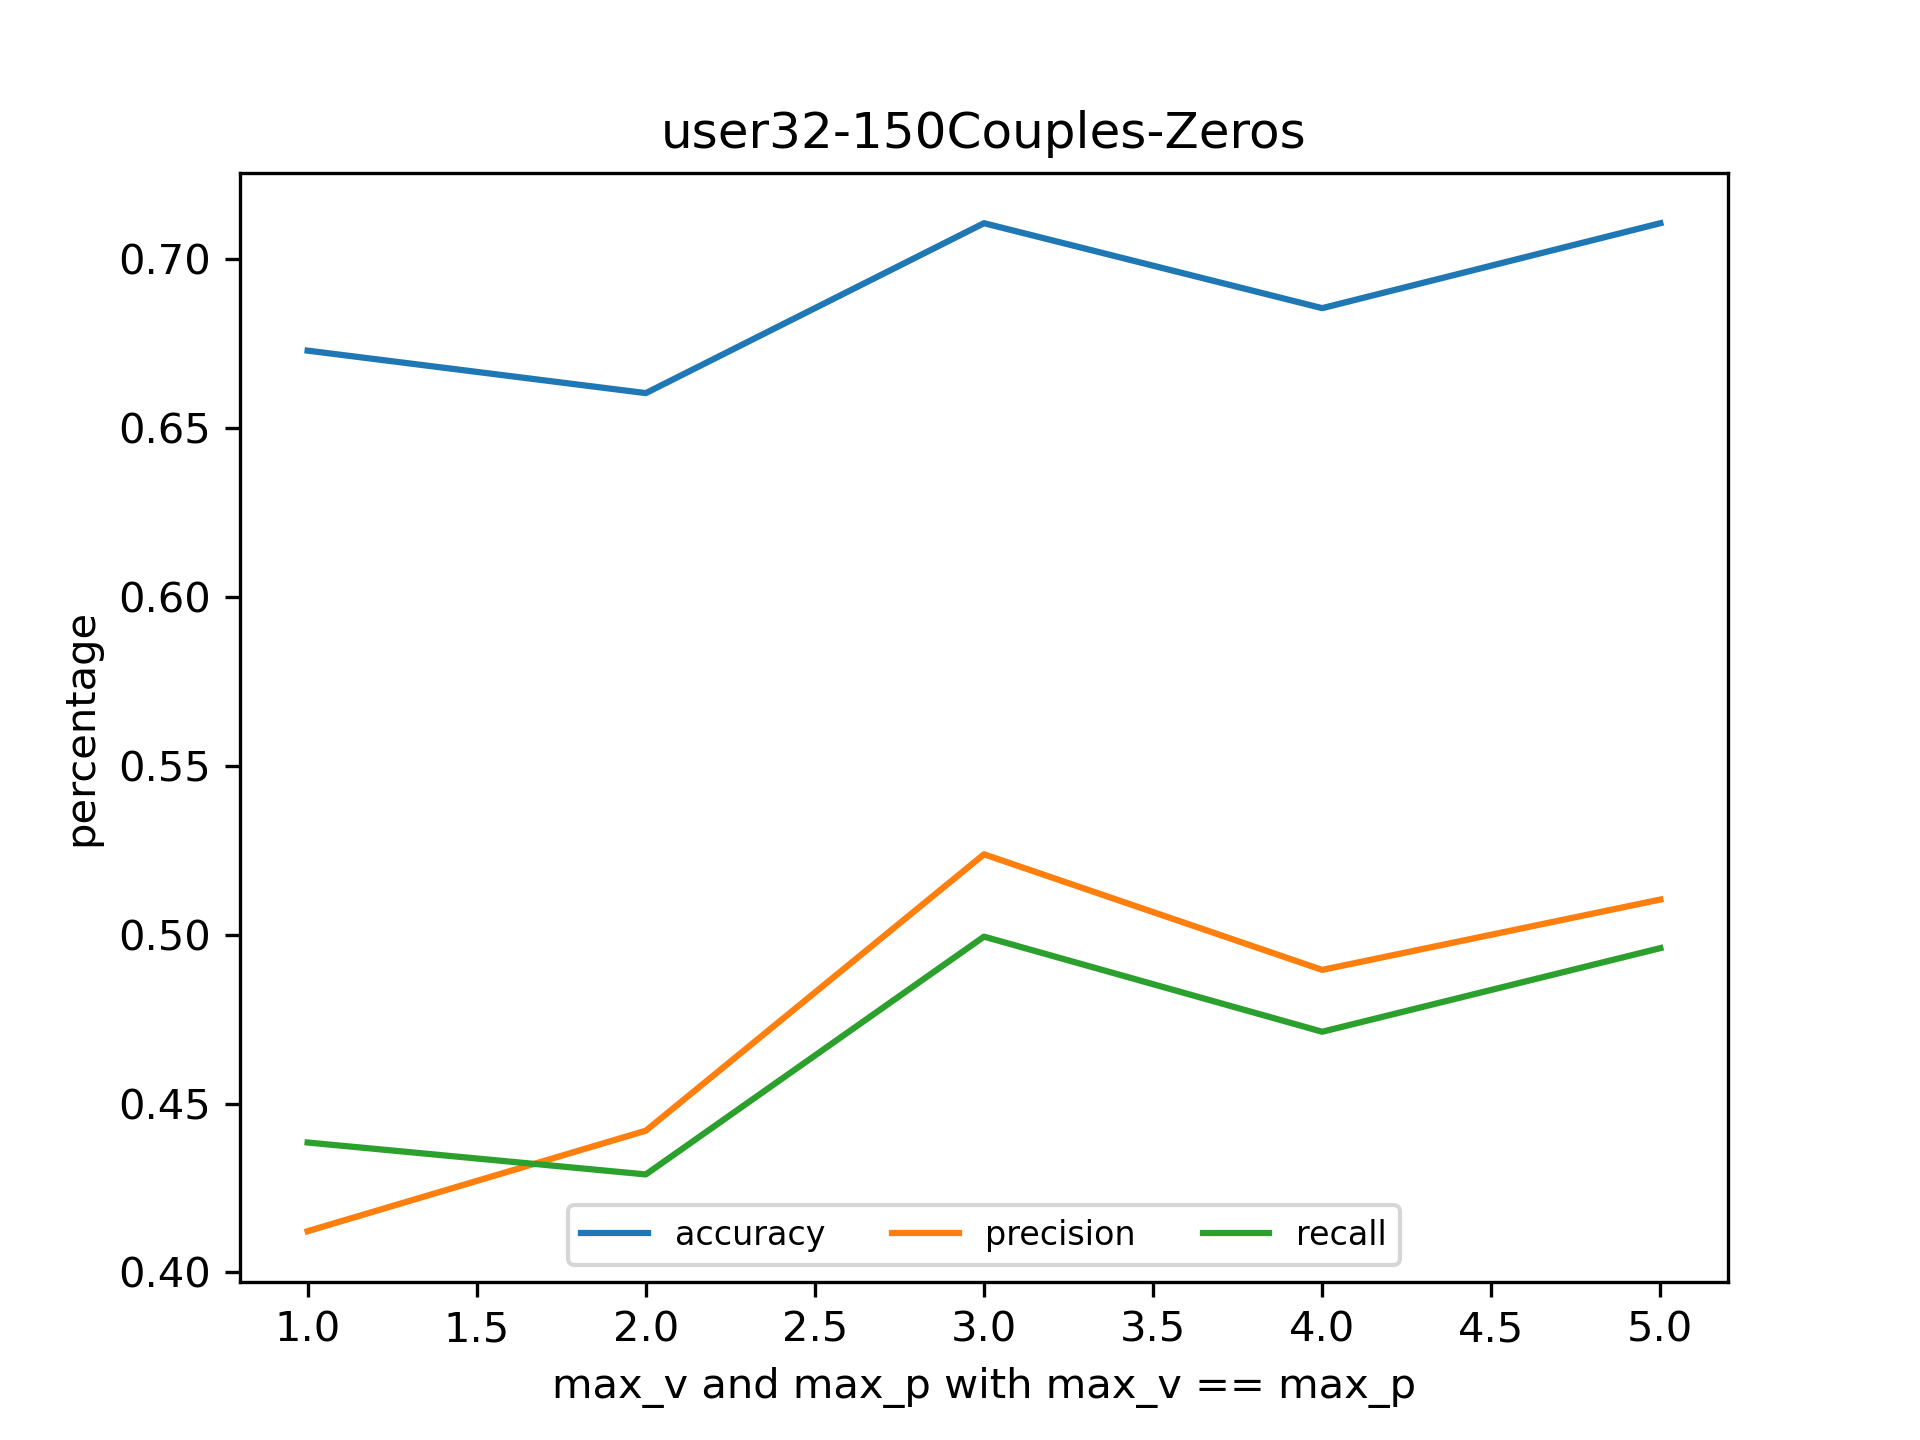 user32-150Couples-Zeros
0.70
0.65
0.60
0.55
0.50
0.45
0.40
percentage
accuracy precision recall
1.0 1.5 2.0 2.5 3.0 3.5 4.0 4.5 5.0
max_v and max_p with max_v == max_p